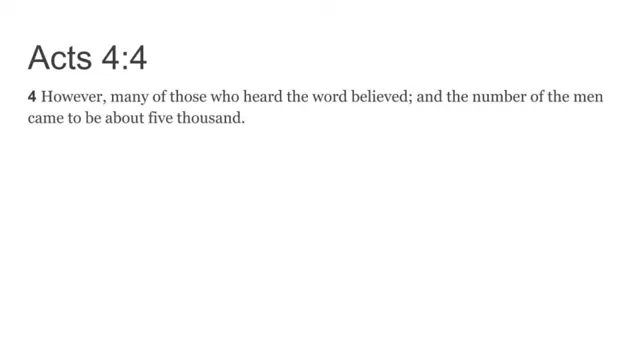 Acts 4:4
4 However, many of those who heard the word believed; and the number of the men
came to be about five thousand.